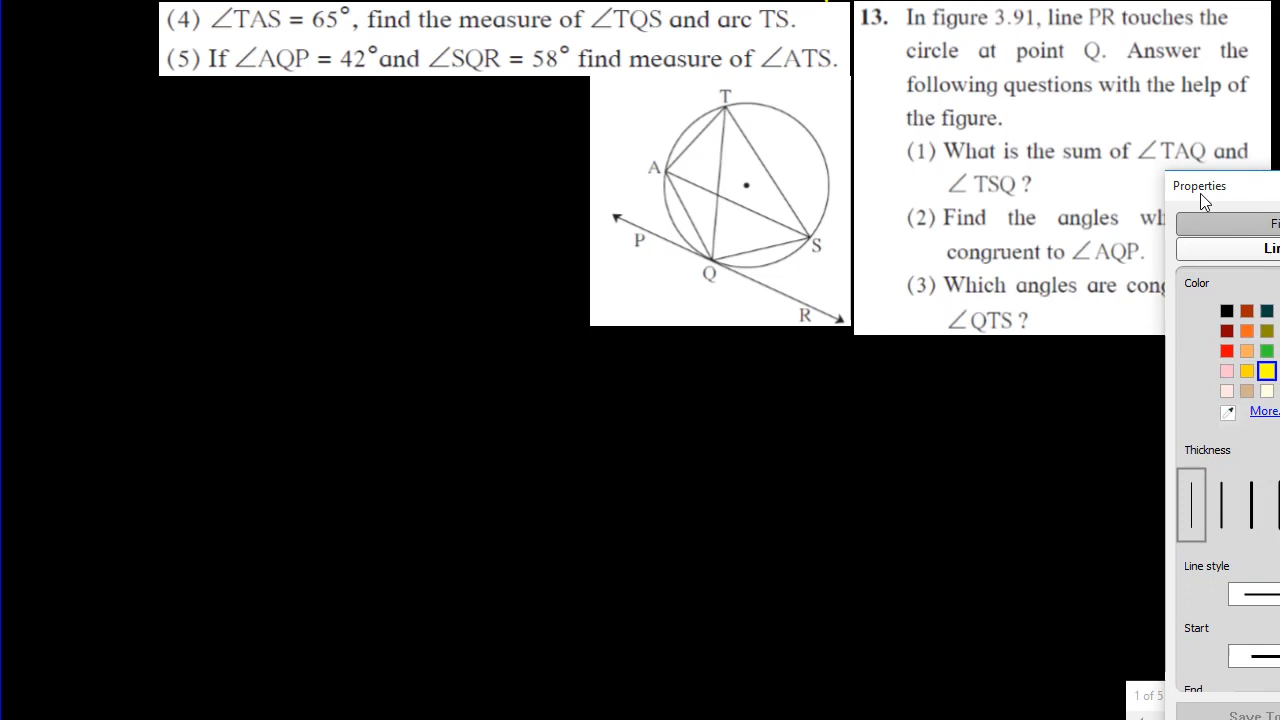 (4) ∠TAS = 65°, find the measure of ∠TQS and arc TS.
(5) If ∠AQP = 42° and ∠SQR = 58° find measure of ∠ATS.
T
A
P
S
Q
R
13. In figure 3.91, line PR touches the
circle at point Q. Answer the
following questions with the help of
the figure.
(1) What is the sum of ∠TAQ and
∠ TSQ ?
(2) Find the angles
congruent to ∠AQP.
(3) Which angles are
∠QTS ?
Properties
Color
More.
Thickness
Line style
Start
End
1 of 5